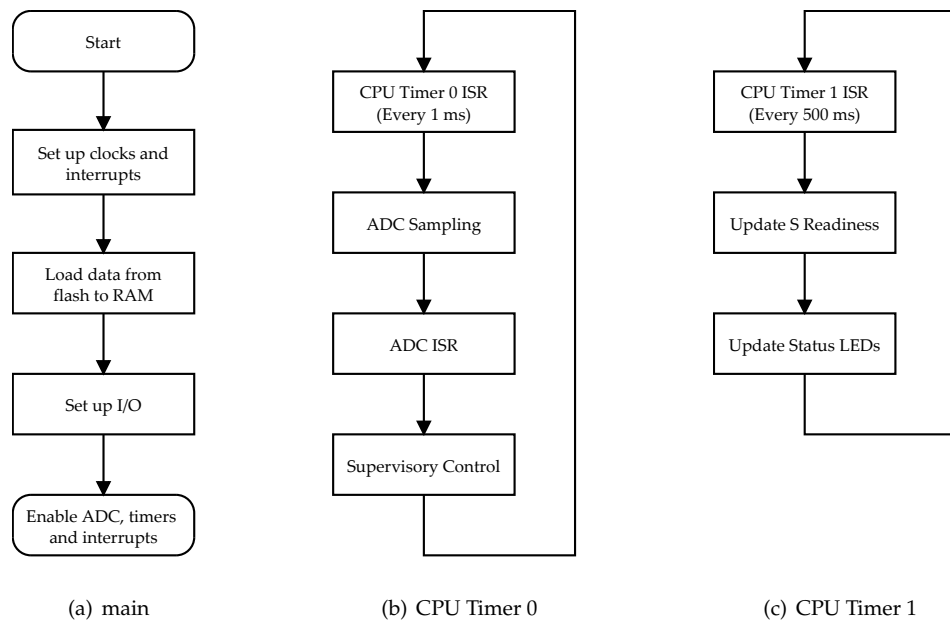 Start
Set up clocks and
interrupts
Load data from
flash to RAM
Set up I/O
Enable ADC, timers
and interrupts
(a) main
CPU Timer 0 ISR
(Every 1 ms)
ADC Sampling
ADC ISR
Supervisory Control
(b) CPU Timer 0
CPU Timer 1 ISR
(Every 500 ms)
Update S Readiness
Update Status LEDs
(c) CPU Timer 1